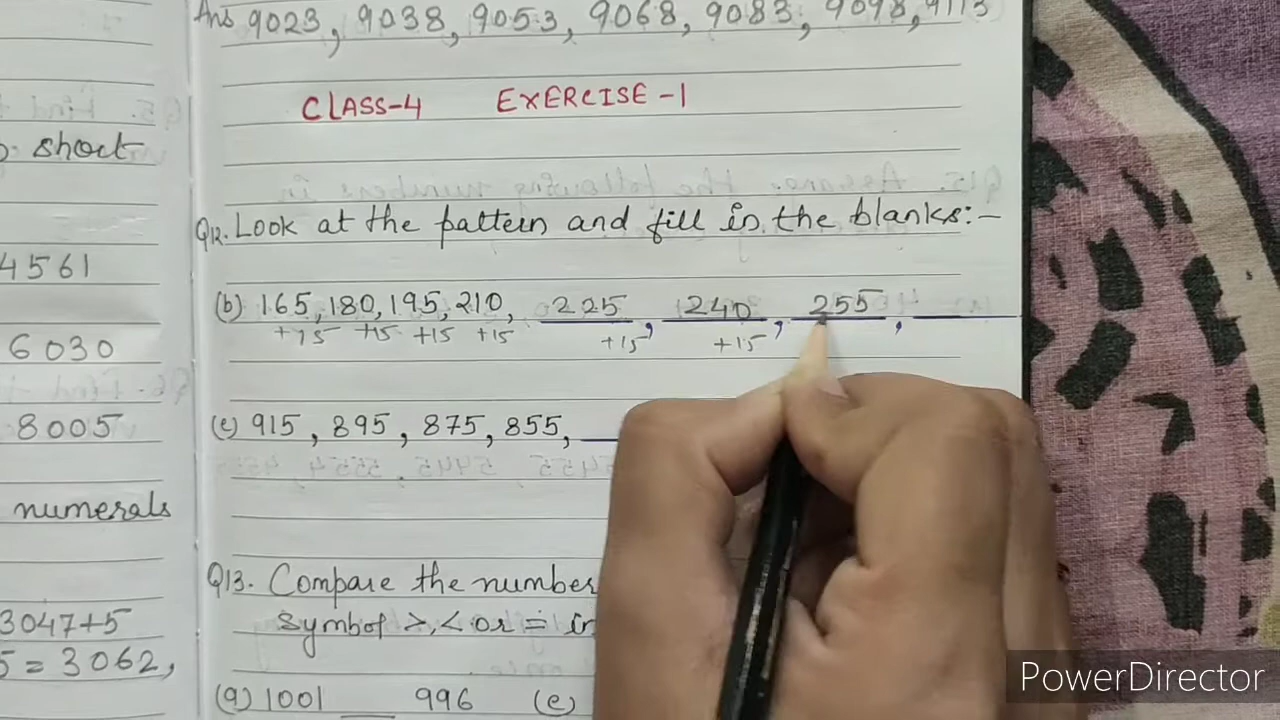 Ans 9023, 9038, 9053, 9068, 9083, 9098, 9113
CLASS-4 EXERCISE-1
short
4561
6030
8005
numerals
3047+5
5 = 3062,
Q12. Look at the pattern and fill in the blanks:-
(b) 165, 180, 195, 210, 225, 240, 255,
+15 +15 +15 +15 +15 +15
(c) 915, 895, 875, 855,
Q13. Compare the number
symbol >, < or = in
(a) 1001 __ 996 (e)
PowerDirector